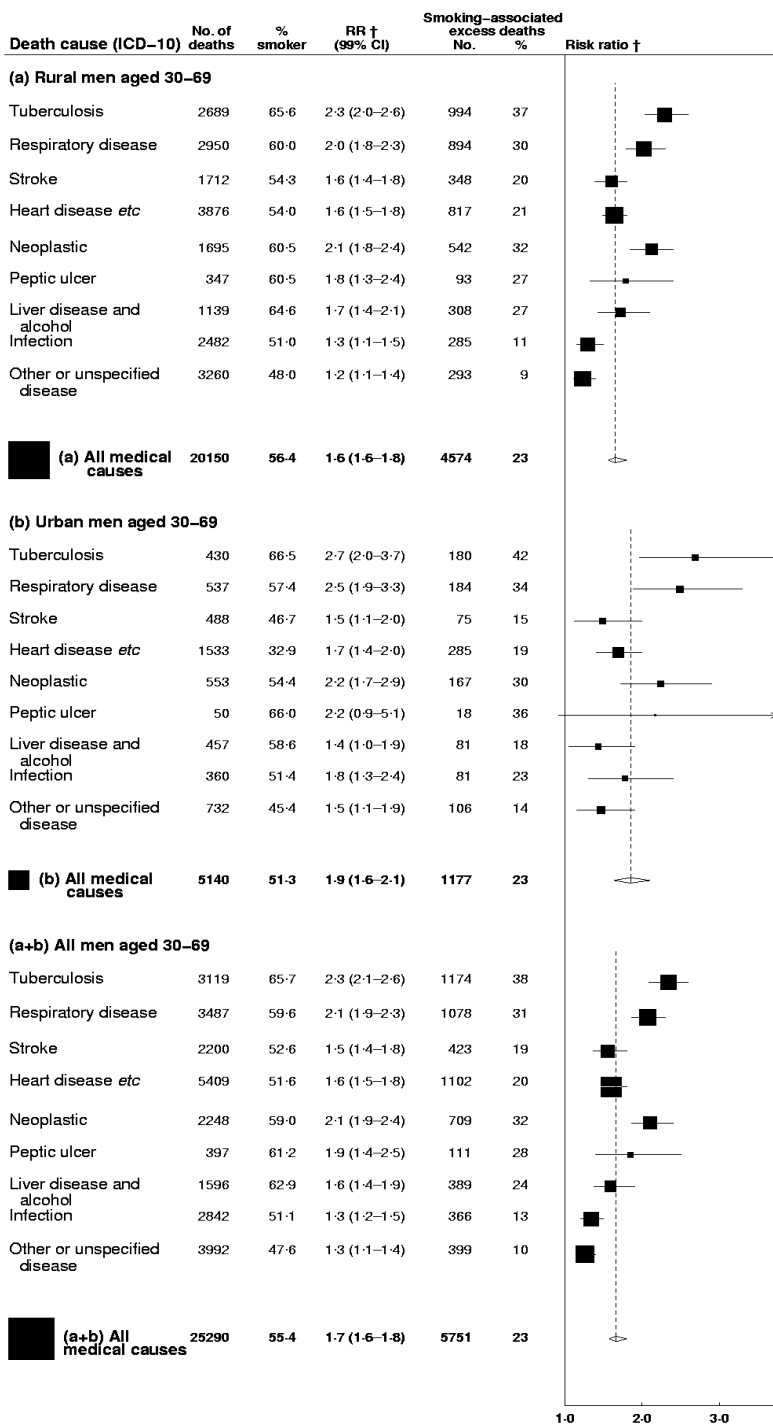 Smoking–associated
No. of % RR † excess deaths
Death cause (ICD–10) deaths smoker (99% CI) No. % Risk ratio †
(a) Rural men aged 30–69
Tuberculosis 2689 65·6 2·3 (2·0–2·6) 994 37
Respiratory disease 2950 60·0 2·0 (1·8–2·3) 894 30
Stroke 1712 54·3 1·6 (1·4–1·8) 348 20
Heart disease etc 3876 54·0 1·6 (1·5–1·8) 817 21
Neoplastic 1695 60·5 2·1 (1·8–2·4) 542 32
Peptic ulcer 347 60·5 1·8 (1·3–2·4) 93 27
Liver disease and 1139 64·6 1·7 (1·4–2·1) 308 27
alcohol
Infection 2482 51·0 1·3 (1·1–1·5) 285 11
Other or unspecified 3260 48·0 1·2 (1·1–1·4) 293 9
disease
(a) All medical 20150 56·4 1·6 (1·6–1·8) 4574 23
causes
(b) Urban men aged 30–69
Tuberculosis 430 66·5 2·7 (2·0–3·7) 180 42
Respiratory disease 537 57·4 2·5 (1·9–3·3) 184 34
Stroke 488 46·7 1·5 (1·1–2·0) 75 15
Heart disease etc 1533 32·9 1·7 (1·4–2·0) 285 19
Neoplastic 553 54·4 2·2 (1·7–2·9) 167 30
Peptic ulcer 50 66·0 2·2 (0·9–5·1) 18 36
Liver disease and 457 58·6 1·4 (1·0–1·9) 81 18
alcohol
Infection 360 51·4 1·8 (1·3–2·4) 81 23
Other or unspecified 732 45·4 1·5 (1·1–1·9) 106 14
disease
(b) All medical 5140 51·3 1·9 (1·6–2·1) 1177 23
causes
(a+b) All men aged 30–69
Tuberculosis 3119 65·7 2·3 (2·1–2·6) 1174 38
Respiratory disease 3487 59·6 2·1 (1·9–2·3) 1078 31
Stroke 2200 52·6 1·5 (1·4–1·8) 423 19
Heart disease etc 5409 51·6 1·6 (1·5–1·8) 1102 20
Neoplastic 2248 59·0 2·1 (1·9–2·4) 709 32
Peptic ulcer 397 61·2 1·9 (1·4–2·5) 111 28
Liver disease and 1596 62·9 1·6 (1·4–1·9) 389 24
alcohol
Infection 2842 51·1 1·3 (1·2–1·5) 366 13
Other or unspecified 3992 47·6 1·3 (1·1–1·4) 399 10
disease
(a+b) All 25290 55·4 1·7 (1·6–1·8) 5751 23
medical causes
1·0 2·0 3·0